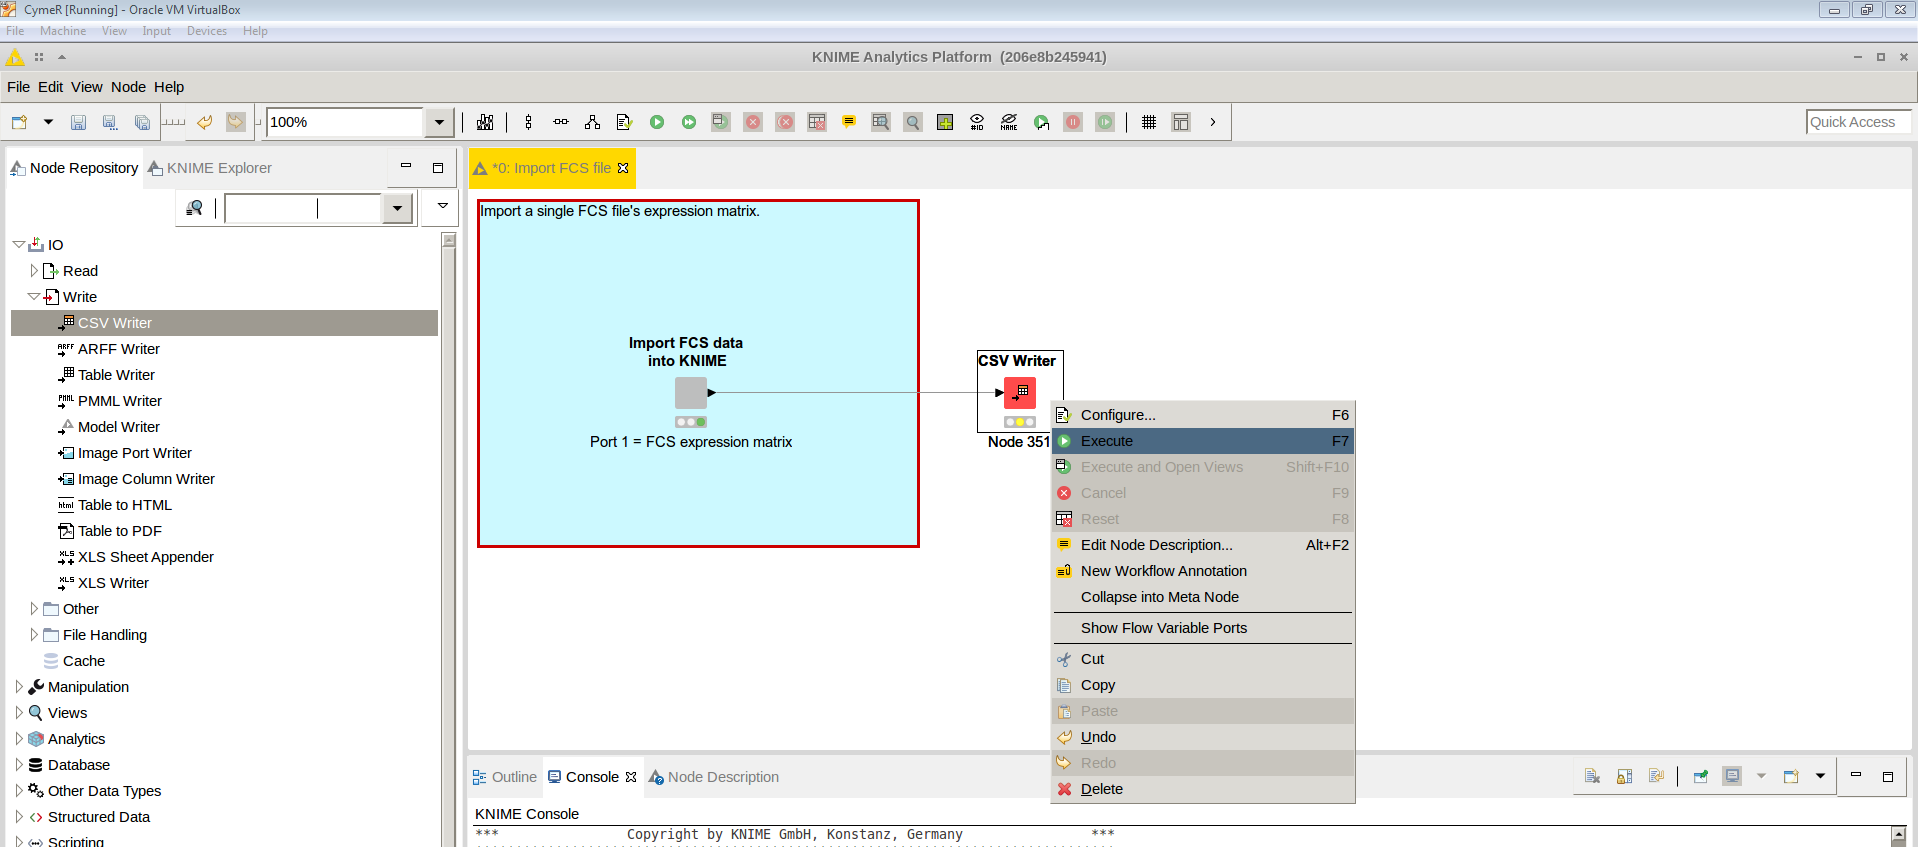 CymeR [Running] - Oracle VM VirtualBox
File Machine View Input Devices Help
KNIME Analytics Platform (206e8b245941)
File Edit View Node Help
100%
#ID
NAME
Quick Access
Node Repository
KNIME Explorer
*0: Import FCS file
IO
Read
Write
CSV Writer
ARFF Writer
Table Writer
PMML Writer
Model Writer
Image Port Writer
Image Column Writer
Table to HTML
Table to PDF
XLS Sheet Appender
XLS Writer
Other
File Handling
Cache
Manipulation
Views
Analytics
Database
Other Data Types
Structured Data
Scripting
Import a single FCS file's expression matrix.
Import FCS data
into KNIME
Port 1 = FCS expression matrix
CSV Writer
Node 351
Configure... F6
Execute F7
Execute and Open Views Shift+F10
Cancel F9
Reset F8
Edit Node Description... Alt+F2
New Workflow Annotation
Collapse into Meta Node
Show Flow Variable Ports
Cut
Copy
Paste
Undo
Redo
Delete
Outline
Console
Node Description
KNIME Console
*** Copyright by KNIME GmbH, Konstanz, Germany ***